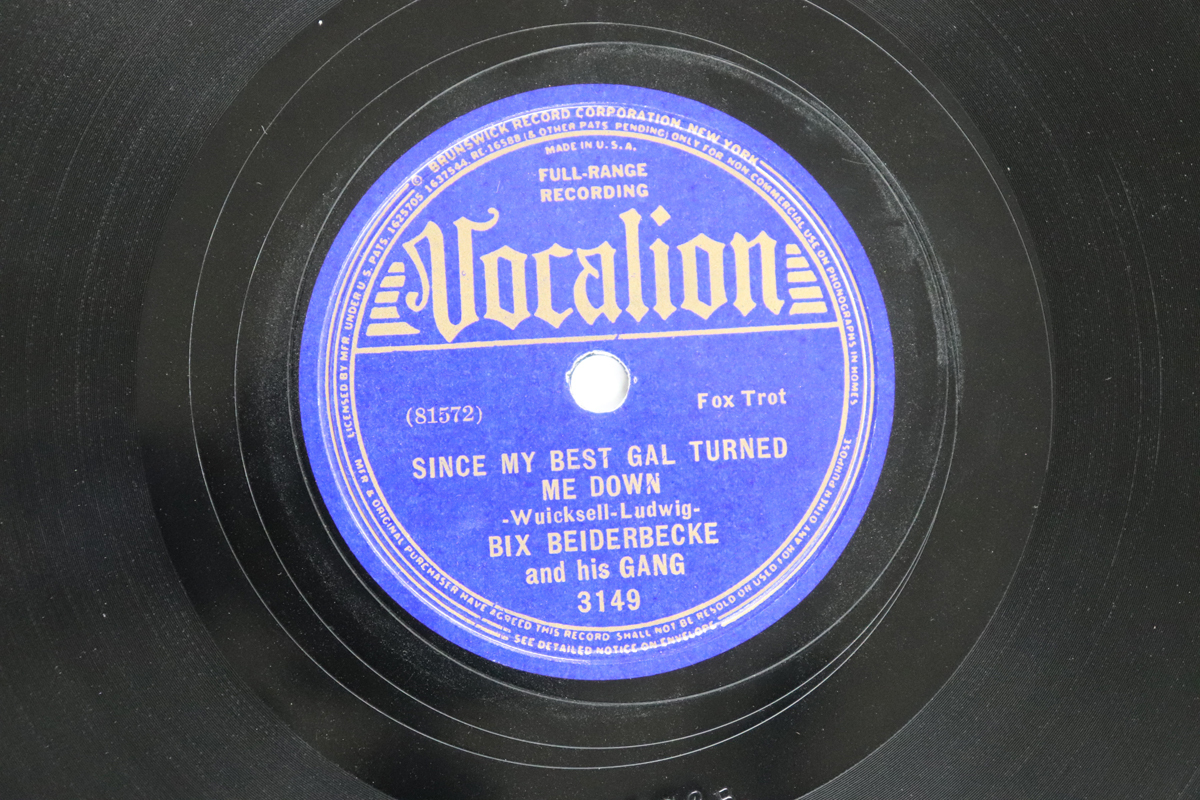 © BRUNSWICK RECORD CORPORATION, NEW YORK
LICENSED BY MFR. UNDER U.S. PATS. 1625705 1637544, RE.16588 (& OTHER PATS. PENDING) ONLY FOR NON COMMERCIAL USE ON PHONOGRAPHS IN HOMES
MADE IN U.S.A.
FULL-RANGE
RECORDING
Vocalion
(81572)
Fox Trot
SINCE MY BEST GAL TURNED
ME DOWN
-Wuicksell-Ludwig-
BIX BEIDERBECKE
and his GANG
3149
MFR. & ORIGINAL PURCHASER HAVE AGREED THIS RECORD SHALL NOT BE RESOLD OR USED FOR ANY OTHER PURPOSE
SEE DETAILED NOTICE ON ENVELOPE